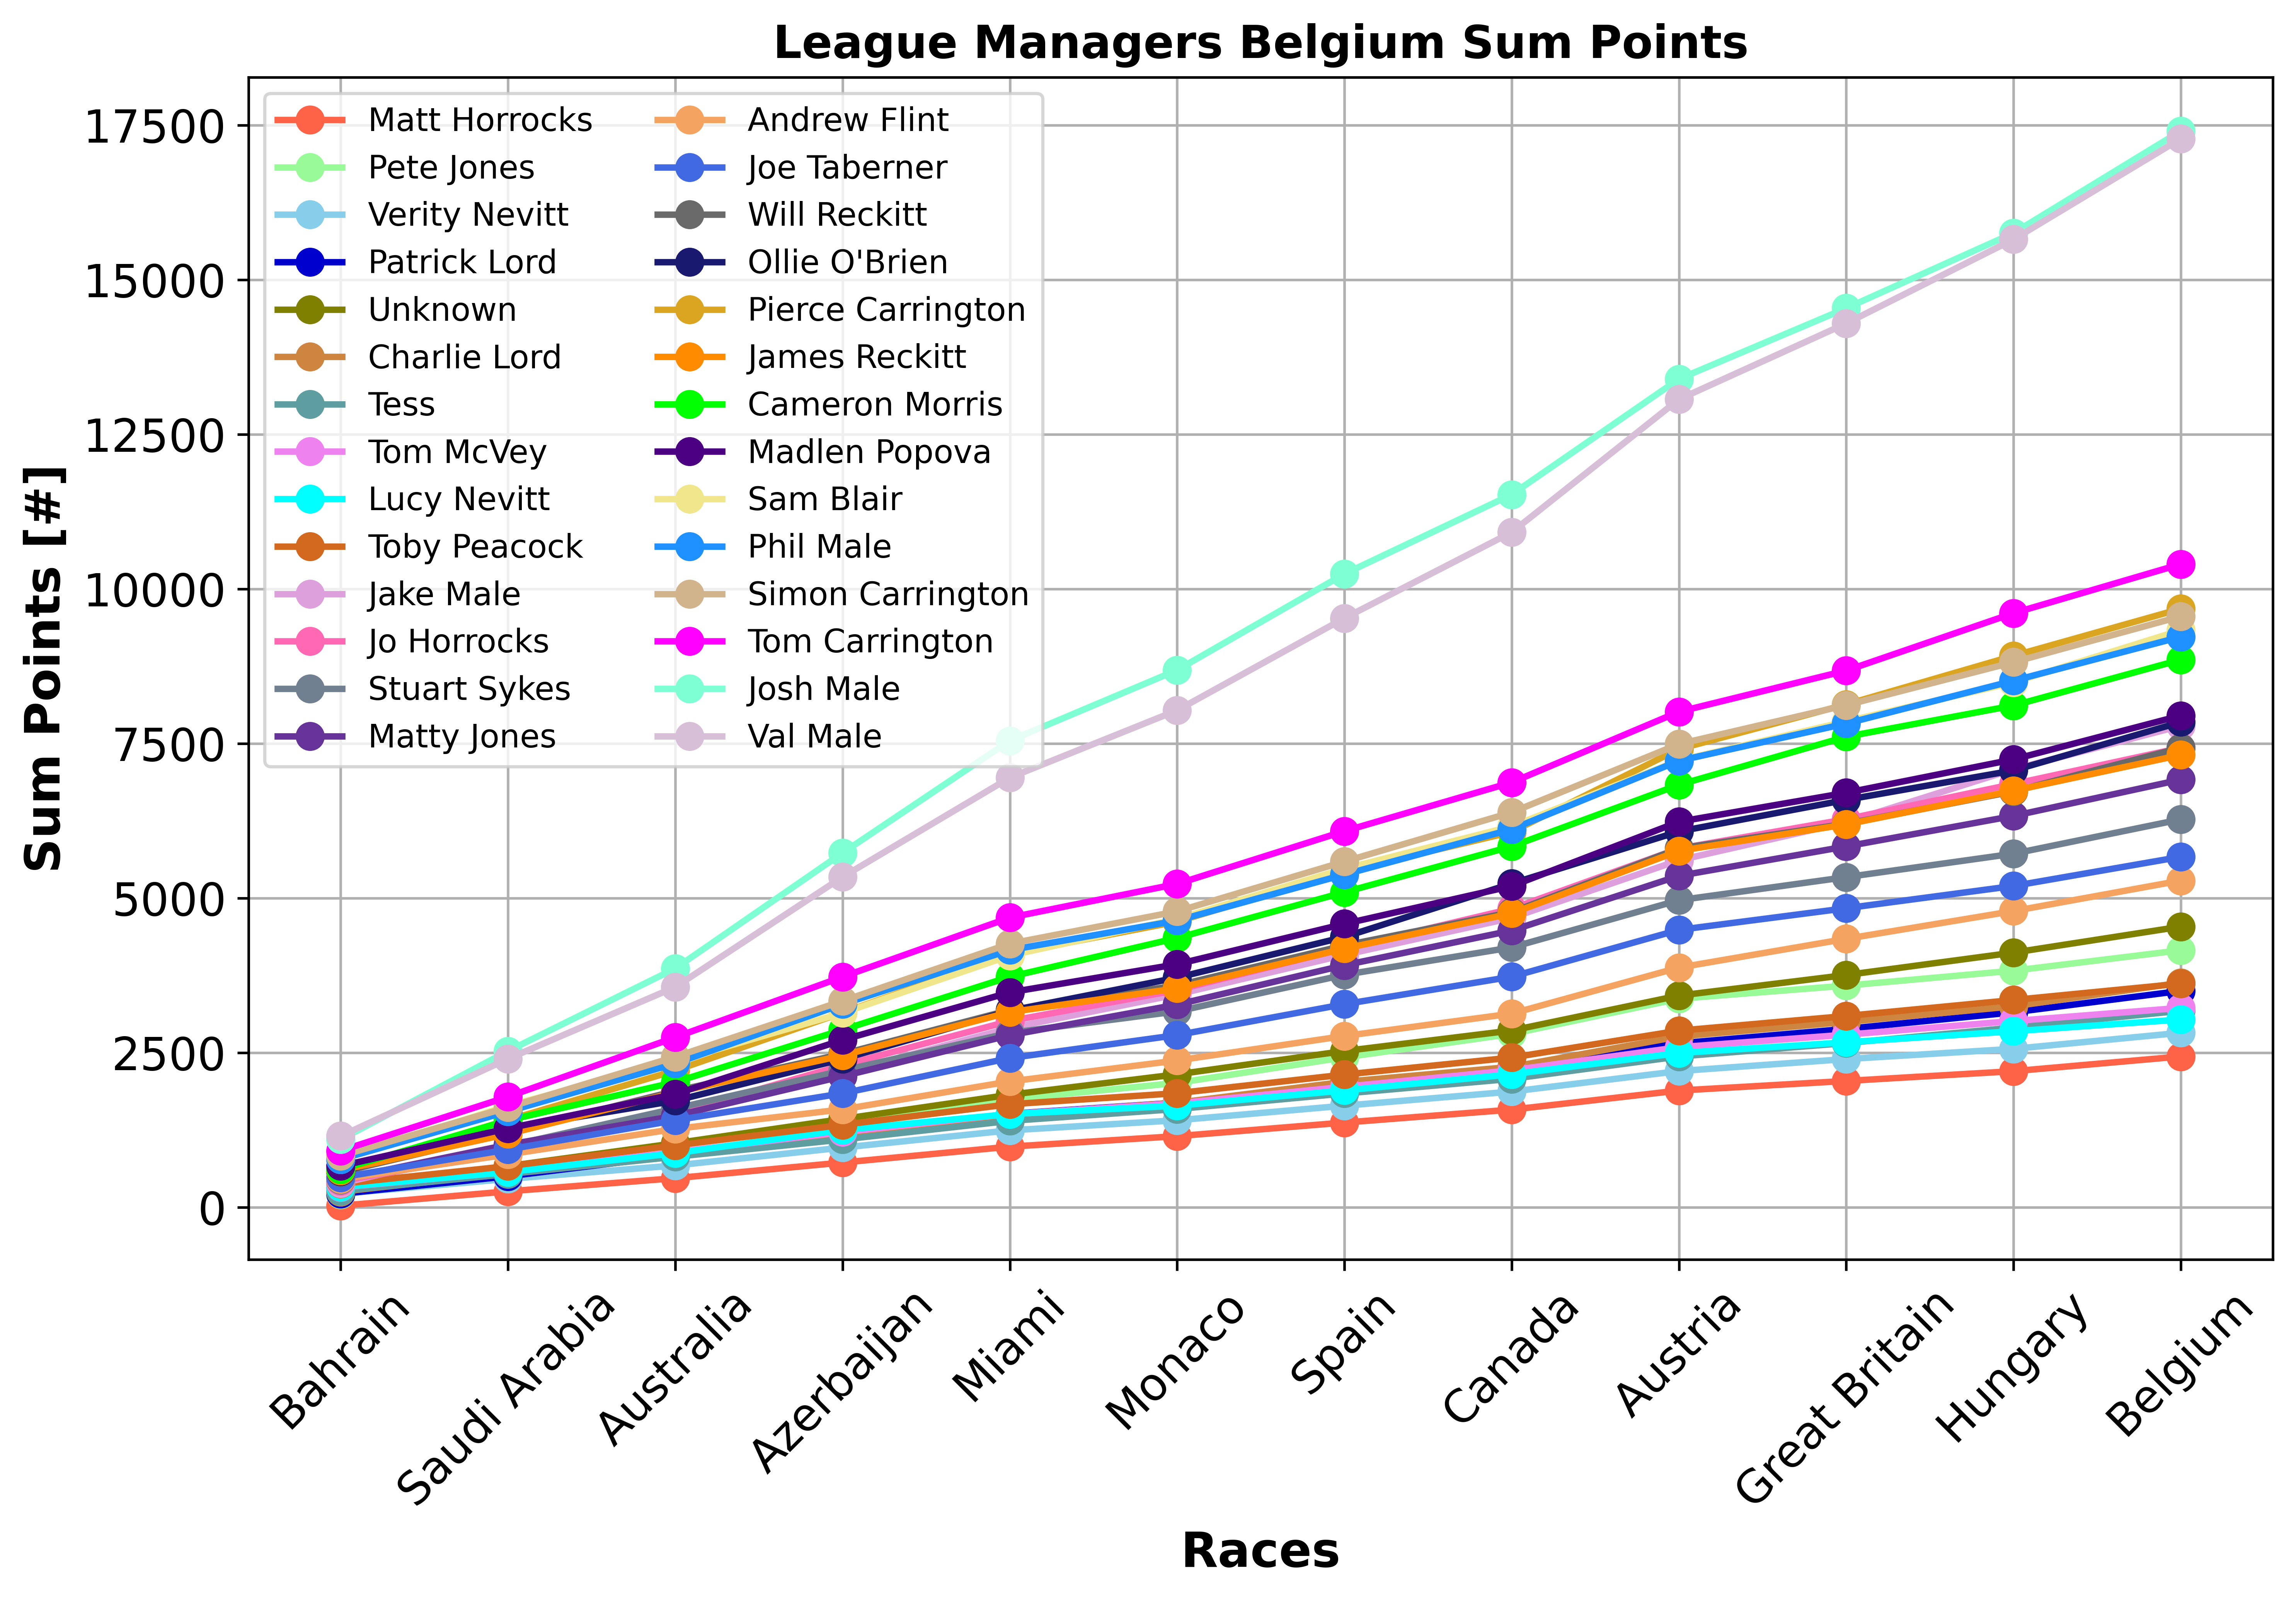 League Managers Belgium Sum Points
Sum Points [#]
17500
15000
12500
10000
7500
5000
2500
0
Matt Horrocks
Pete Jones
Verity Nevitt
Patrick Lord
Unknown
Charlie Lord
Tess
Tom McVey
Lucy Nevitt
Toby Peacock
Jake Male
Jo Horrocks
Stuart Sykes
Matty Jones
Andrew Flint
Joe Taberner
Will Reckitt
Ollie O'Brien
Pierce Carrington
James Reckitt
Cameron Morris
Madlen Popova
Sam Blair
Phil Male
Simon Carrington
Tom Carrington
Josh Male
Val Male
Bahrain
Saudi Arabia
Australia
Azerbaijan
Miami
Monaco
Spain
Canada
Austria
Great Britain
Hungary
Belgium
Races